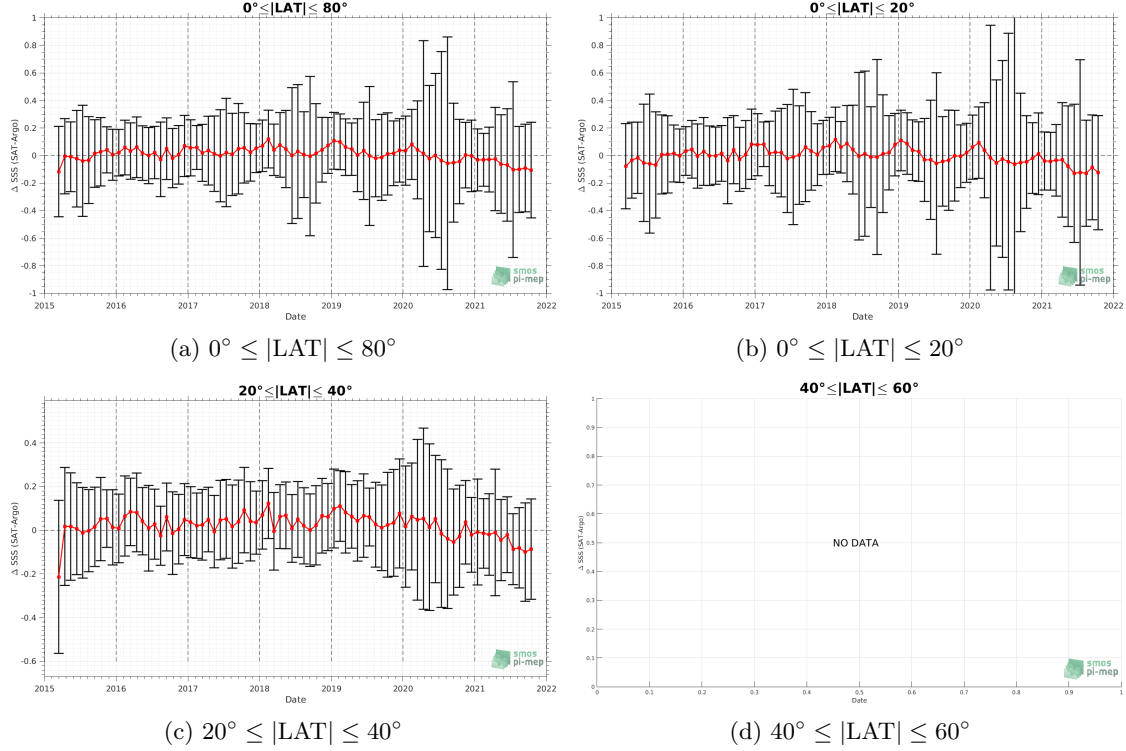 0°≤|LAT|≤ 80°
Δ SSS (SAT-Argo)
1
0.8
0.6
0.4
0.2
0
-0.2
-0.4
-0.6
-0.8
-1
2015 2016 2017 2018 2019 2020 2021 2022
Date
smos
pi-mep
(a) 0° ≤ |LAT| ≤ 80°
0°≤|LAT|≤ 20°
Δ SSS (SAT-Argo)
1
0.8
0.6
0.4
0.2
0
-0.2
-0.4
-0.6
-0.8
-1
2015 2016 2017 2018 2019 2020 2021 2022
Date
smos
pi-mep
(b) 0° ≤ |LAT| ≤ 20°
20°≤|LAT|≤ 40°
Δ SSS (SAT-Argo)
0.4
0.2
0
-0.2
-0.4
-0.6
2015 2016 2017 2018 2019 2020 2021 2022
Date
smos
pi-mep
(c) 20° ≤ |LAT| ≤ 40°
40°≤|LAT|≤ 60°
Δ SSS (SAT-Argo)
1
0.9
0.8
0.7
0.6
0.5
0.4
0.3
0.2
0.1
0
NO DATA
0 0.1 0.2 0.3 0.4 0.5 0.6 0.7 0.8 0.9 1
Date
smos
pi-mep
(d) 40° ≤ |LAT| ≤ 60°